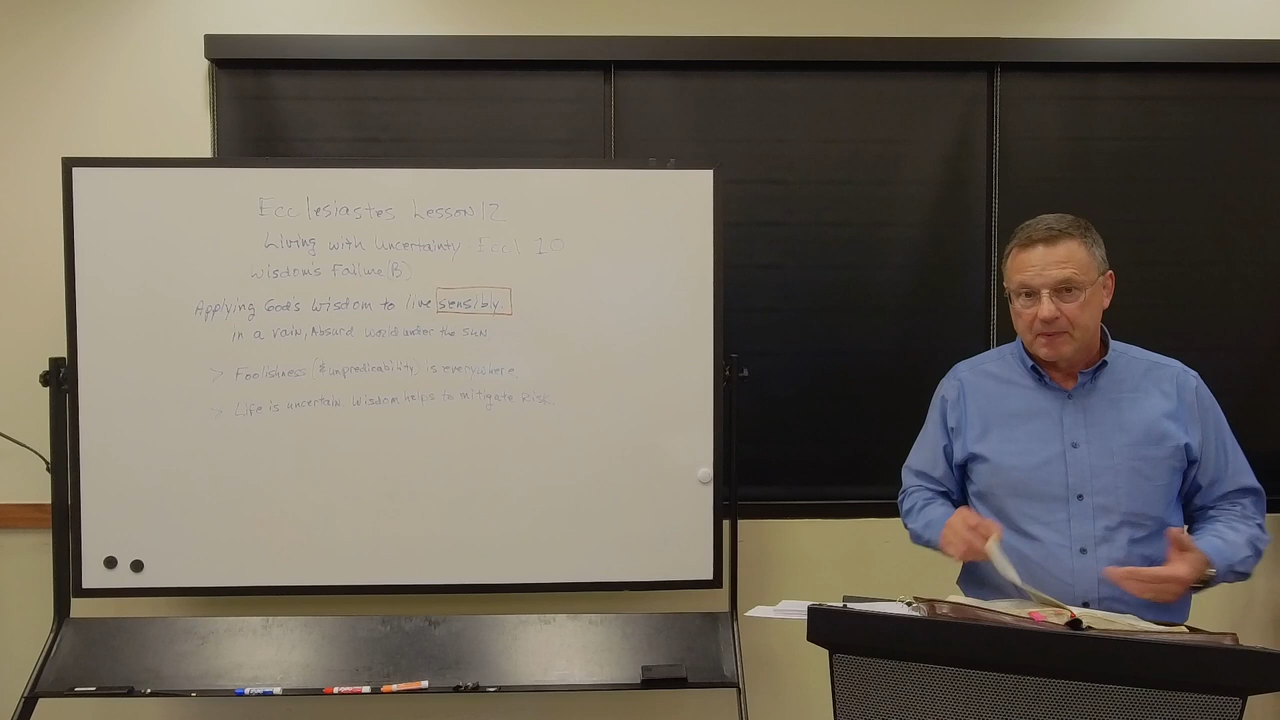 Ecclesiastes Lesson 12
Living with Uncertainty Eccl 10
Wisdom's Failure (B)
Applying God's Wisdom to live sensibly.
in a vain, Absurd World under the sun.
> Foolishness (& unpredicability) is everywhere
> Life is uncertain. Wisdom helps to mitigate Risk.